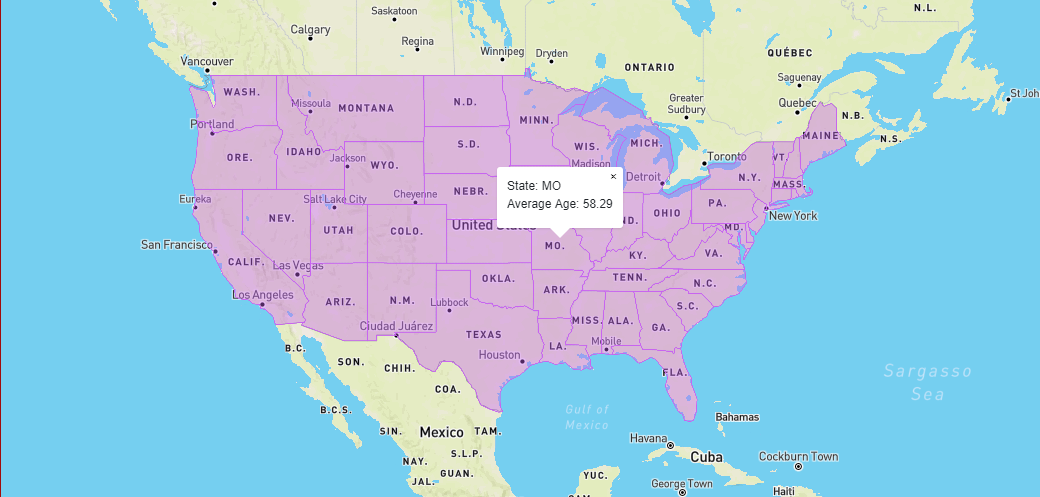 N.L.
Saskatoon
Calgary
Regina
Winnipeg
Dryden
QUÉBEC
Vancouver
ONTARIO
Saguenay
WASH.
Missoula
MONTANA
N.D.
MINN.
Greater
Sudbury
Quebec
N.B.
St Joh
Portland
MAINE
N.S.
ORE.
IDAHO
Jackson
WYO.
S.D.
WIS.
MICH.
Madison
Toronto
VT.
Detroit
N.Y.
MASS.
×
State: MO
Average Age: 58.29
Eureka
Salt Lake City
Cheyenne
NEBR.
PA.
OHIO
New York
NEV.
UTAH
COLO.
United States
ND.
MD.
San Francisco
MO.
KY.
VA.
CALIF.
Las Vegas
OKLA.
TENN.
N.C.
Los Angeles
ARIZ.
N.M.
Lubbock
ARK.
S.C.
Ciudad Juárez
TEXAS
MISS.
ALA.
GA.
B.C.
SON.
CHIH.
Houston
LA.
Mobile
FLA.
Sargasso
Sea
COA.
B.C.S.
Gulf of
Mexico
Bahamas
SIN.
Mexico
TAM.
Havana
NAY.
S.L.P.
Cuba
Cockburn Town
JAL.
GUAN.
YUC.
George Town
Haiti
CAM.